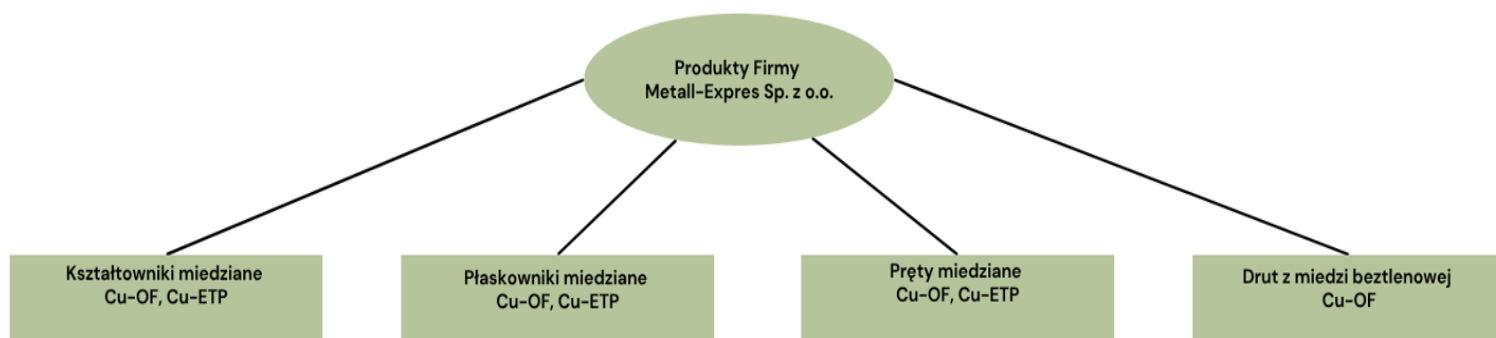 Produkty Firmy
Metall-Expres Sp. z o.o.
Kształtowniki miedziane
Cu-OF, Cu-ETP
Płaskowniki miedziane
Cu-OF, Cu-ETP
Pręty miedziane
Cu-OF, Cu-ETP
Drut z miedzi beztlenowej
Cu-OF